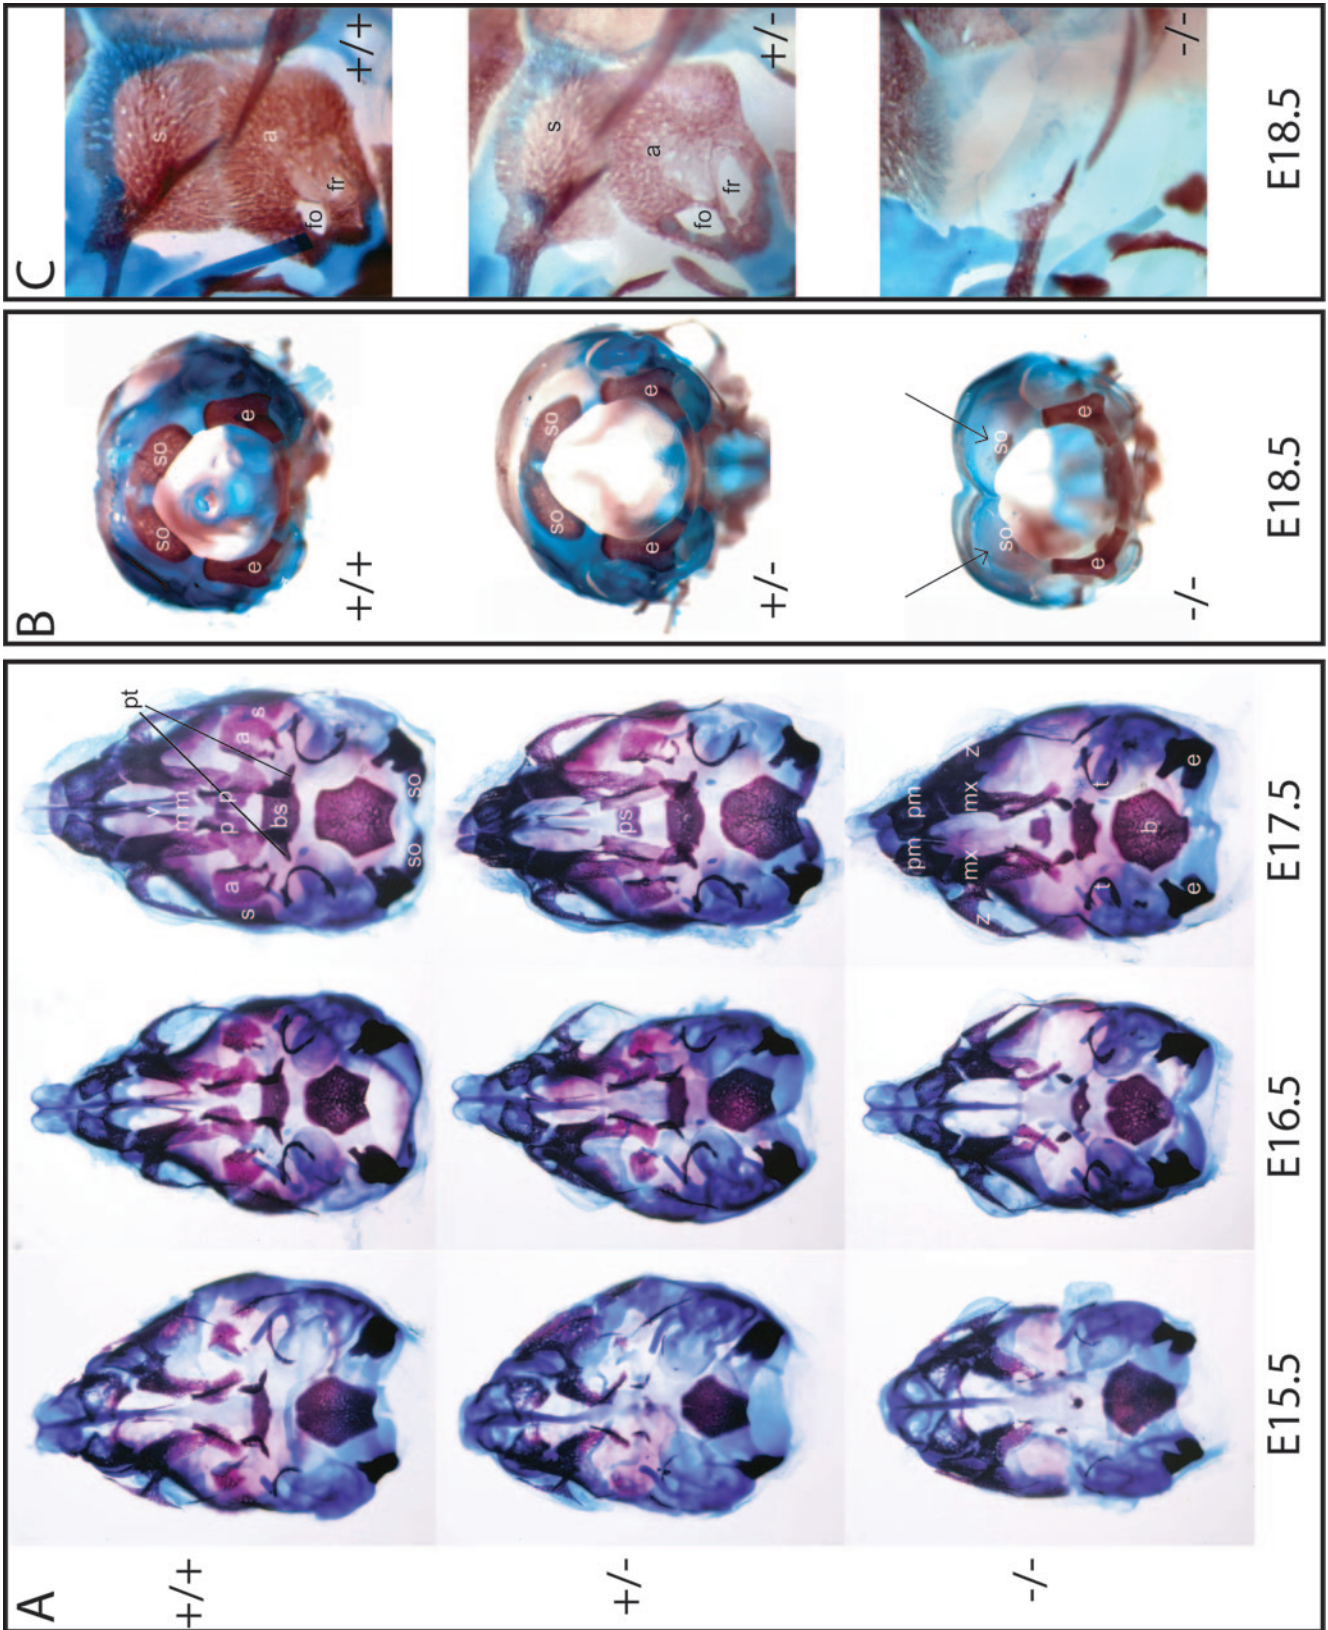 A
+/+
pt
v
m m
p p
a a
s s
bs
so so
+/-
ps
-/-
pm pm
mx mx
z z
t t
b
e e
E15.5 E16.5 E17.5
B
so so
e e
+/+
so so
e e
+/-
so so
e e
-/-
E18.5
C
s
a
fo fr
+/+
s
a
fo fr
+/-
-/-
E18.5